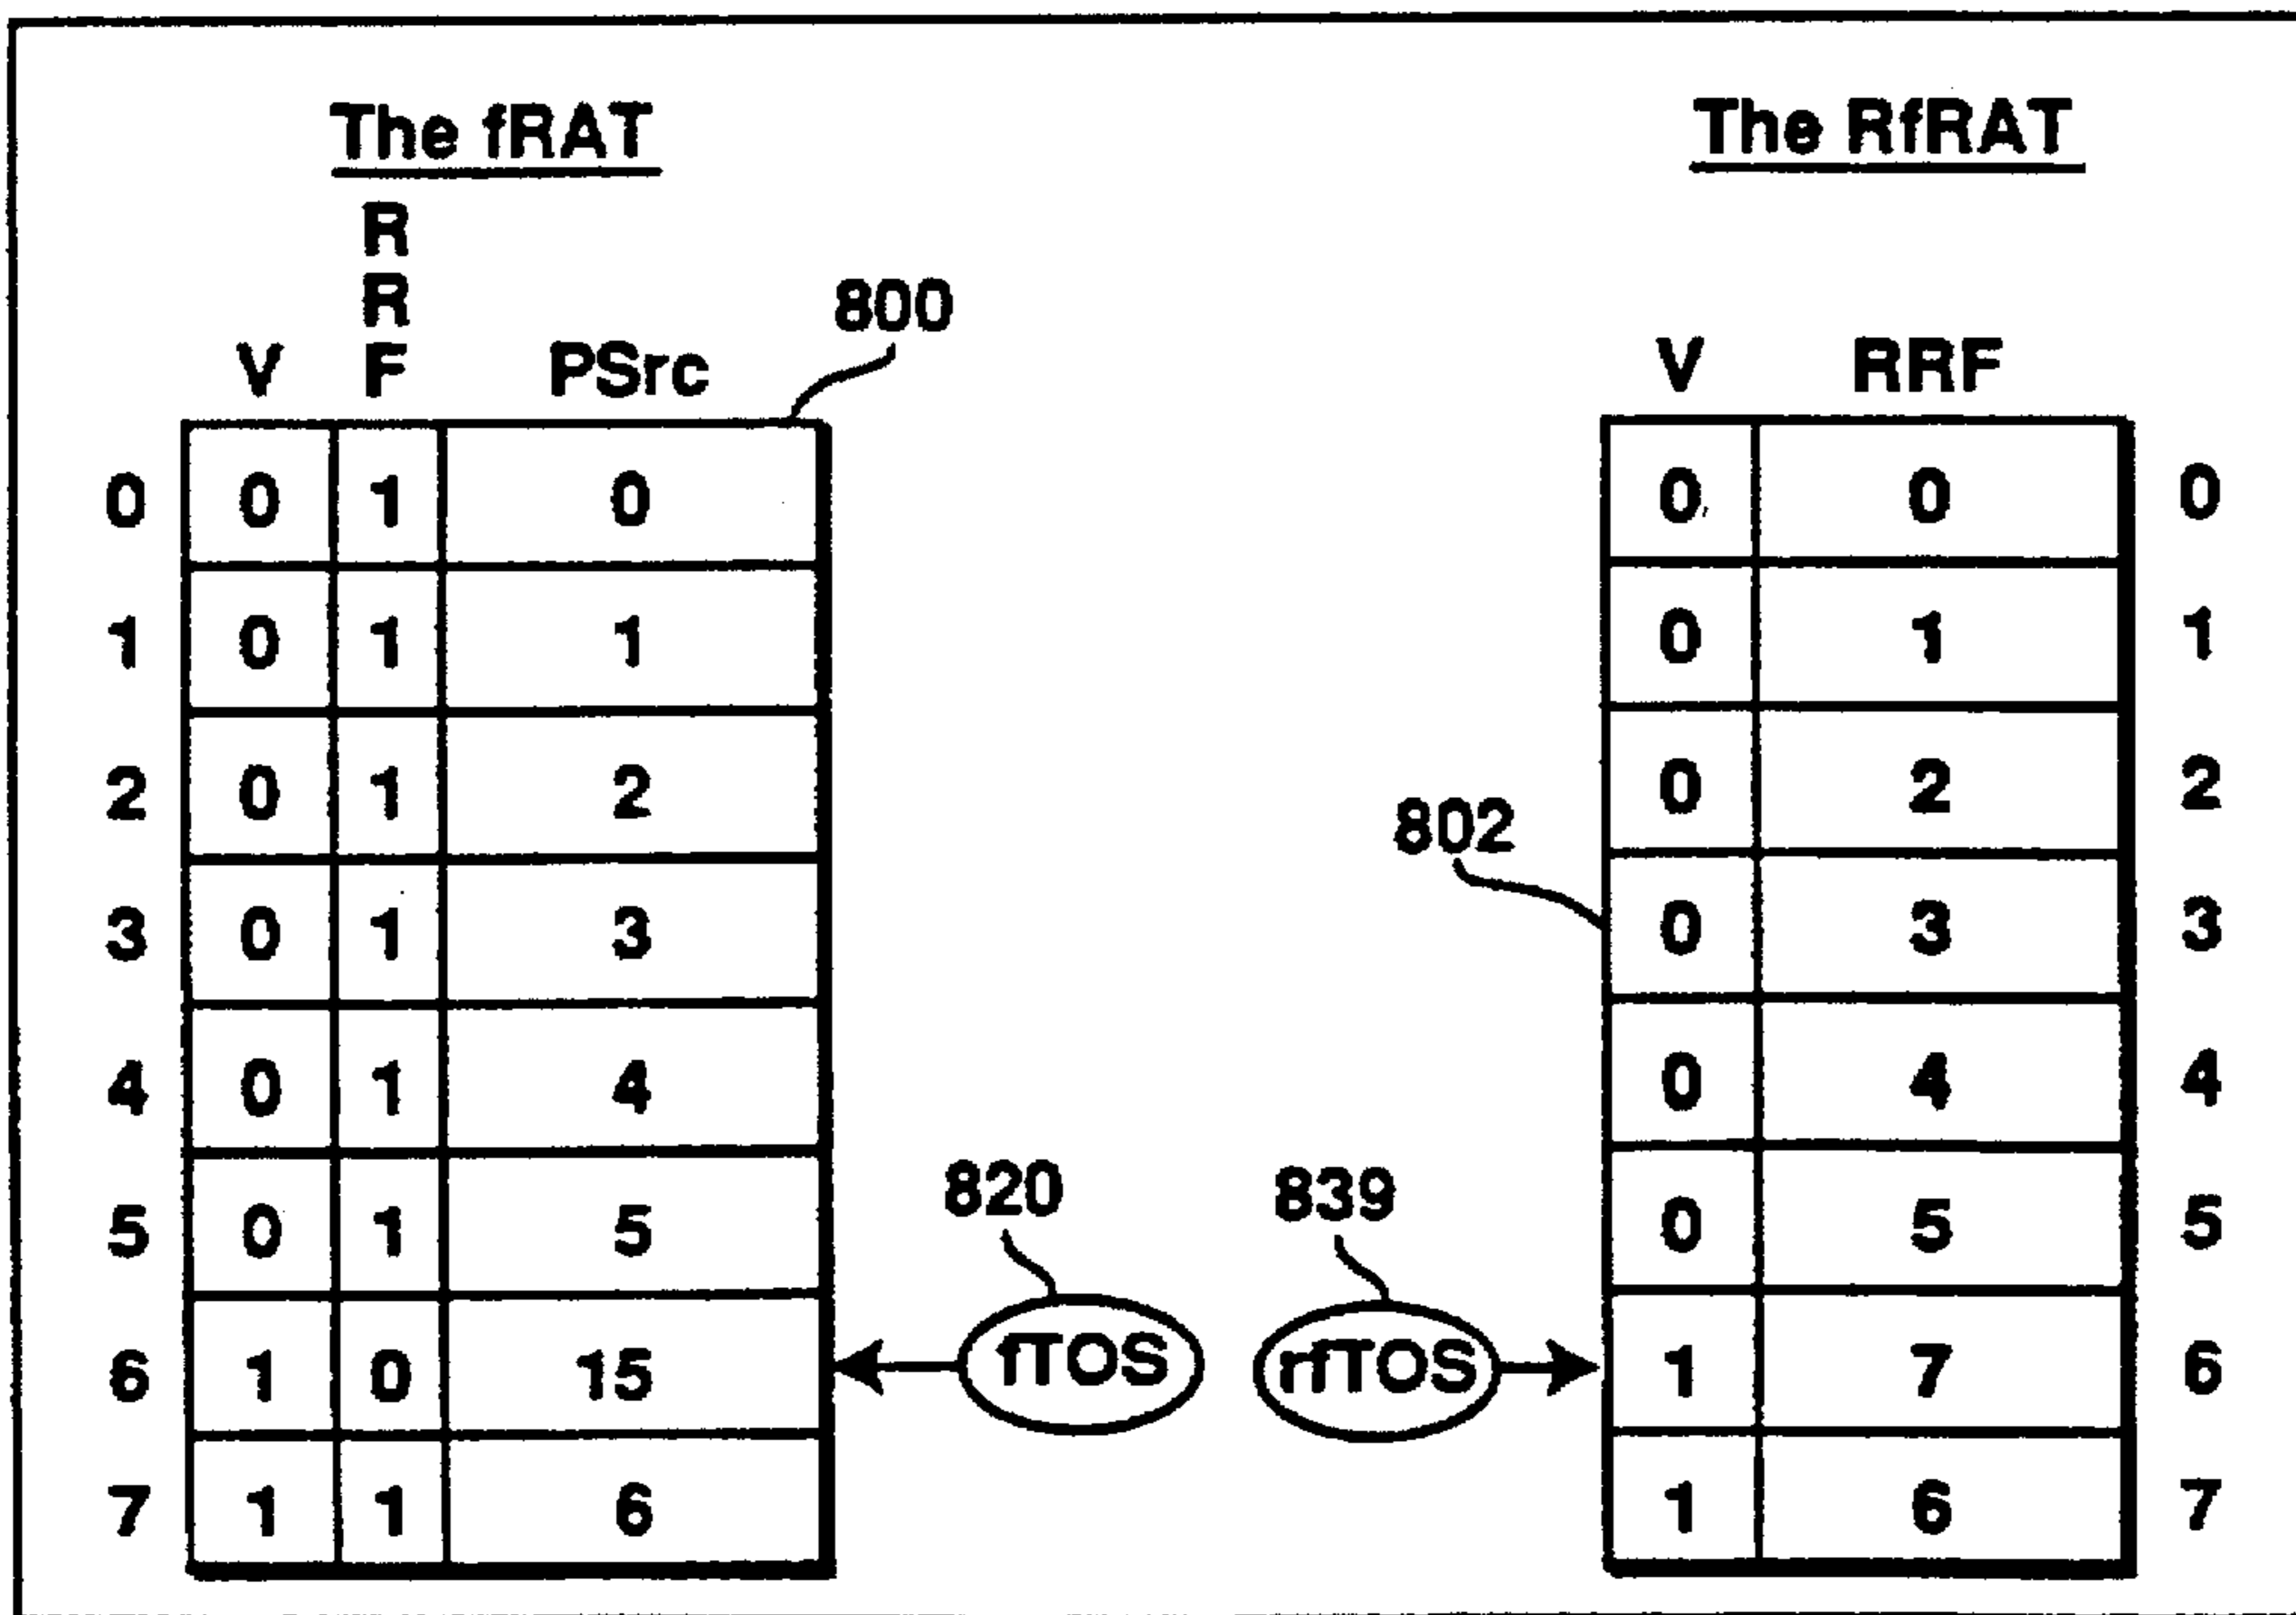 The fRAT The RfRAT
R
R
800
V F PSrc V RRF
0 0 1 0 0 0 0
1 0 1 1 0 1 1
2 0 1 2 0 2 2
802
3 0 1 3 0 3 3
4 0 1 4 0 4 4
820 839
5 0 1 5 0 5 5
6 1 0 15 fTOS rfTOS 1 7 6
7 1 1 6 1 6 7